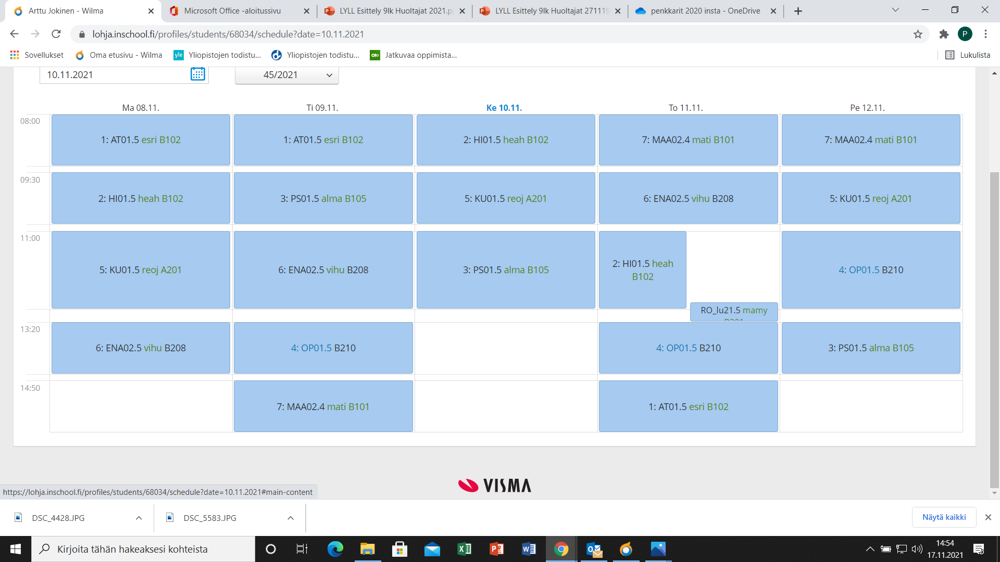 Arttu Jokinen - Wilma
Microsoft Office -aloitussivu
LYLL Esittely 9lk Huoltajat 2021.p
LYLL Esittely 9lk Huoltajat 271119
penkkarit 2020 insta - OneDrive
lohja.inschool.fi/profiles/students/68034/schedule?date=10.11.2021
P
Sovellukset
Oma etusivu - Wilma
yle
Yliopistojen todistu...
Yliopistojen todistu...
Jatkuvaa oppimista...
Lukulista
10.11.2021
45/2021
Ma 08.11. Ti 09.11. Ke 10.11. To 11.11. Pe 12.11.
08:00
1: AT01.5 esri B102
1: AT01.5 esri B102
2: HI01.5 heah B102
7: MAA02.4 mati B101
7: MAA02.4 mati B101
09:30
2: HI01.5 heah B102
3: PS01.5 alma B105
5: KU01.5 reoj A201
6: ENA02.5 vihu B208
5: KU01.5 reoj A201
11:00
5: KU01.5 reoj A201
6: ENA02.5 vihu B208
3: PS01.5 alma B105
2: HI01.5 heah
B102
4: OP01.5 B210
RO_lu21.5 mamy
13:20
6: ENA02.5 vihu B208
4: OP01.5 B210
4: OP01.5 B210
3: PS01.5 alma B105
14:50
7: MAA02.4 mati B101
1: AT01.5 esri B102
VISMA
https://lohja.inschool.fi/profiles/students/68034/schedule?date=10.11.2021#main-content
DSC_4428.JPG
DSC_5583.JPG
Näytä kaikki
Kirjoita tähän hakeaksesi kohteista
14:54
17.11.2021